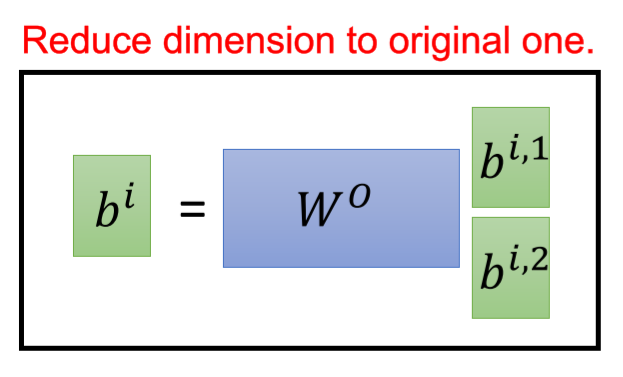 Reduce dimension to original one.
b^{i,1}
b^i = W^O
b^{i,2}